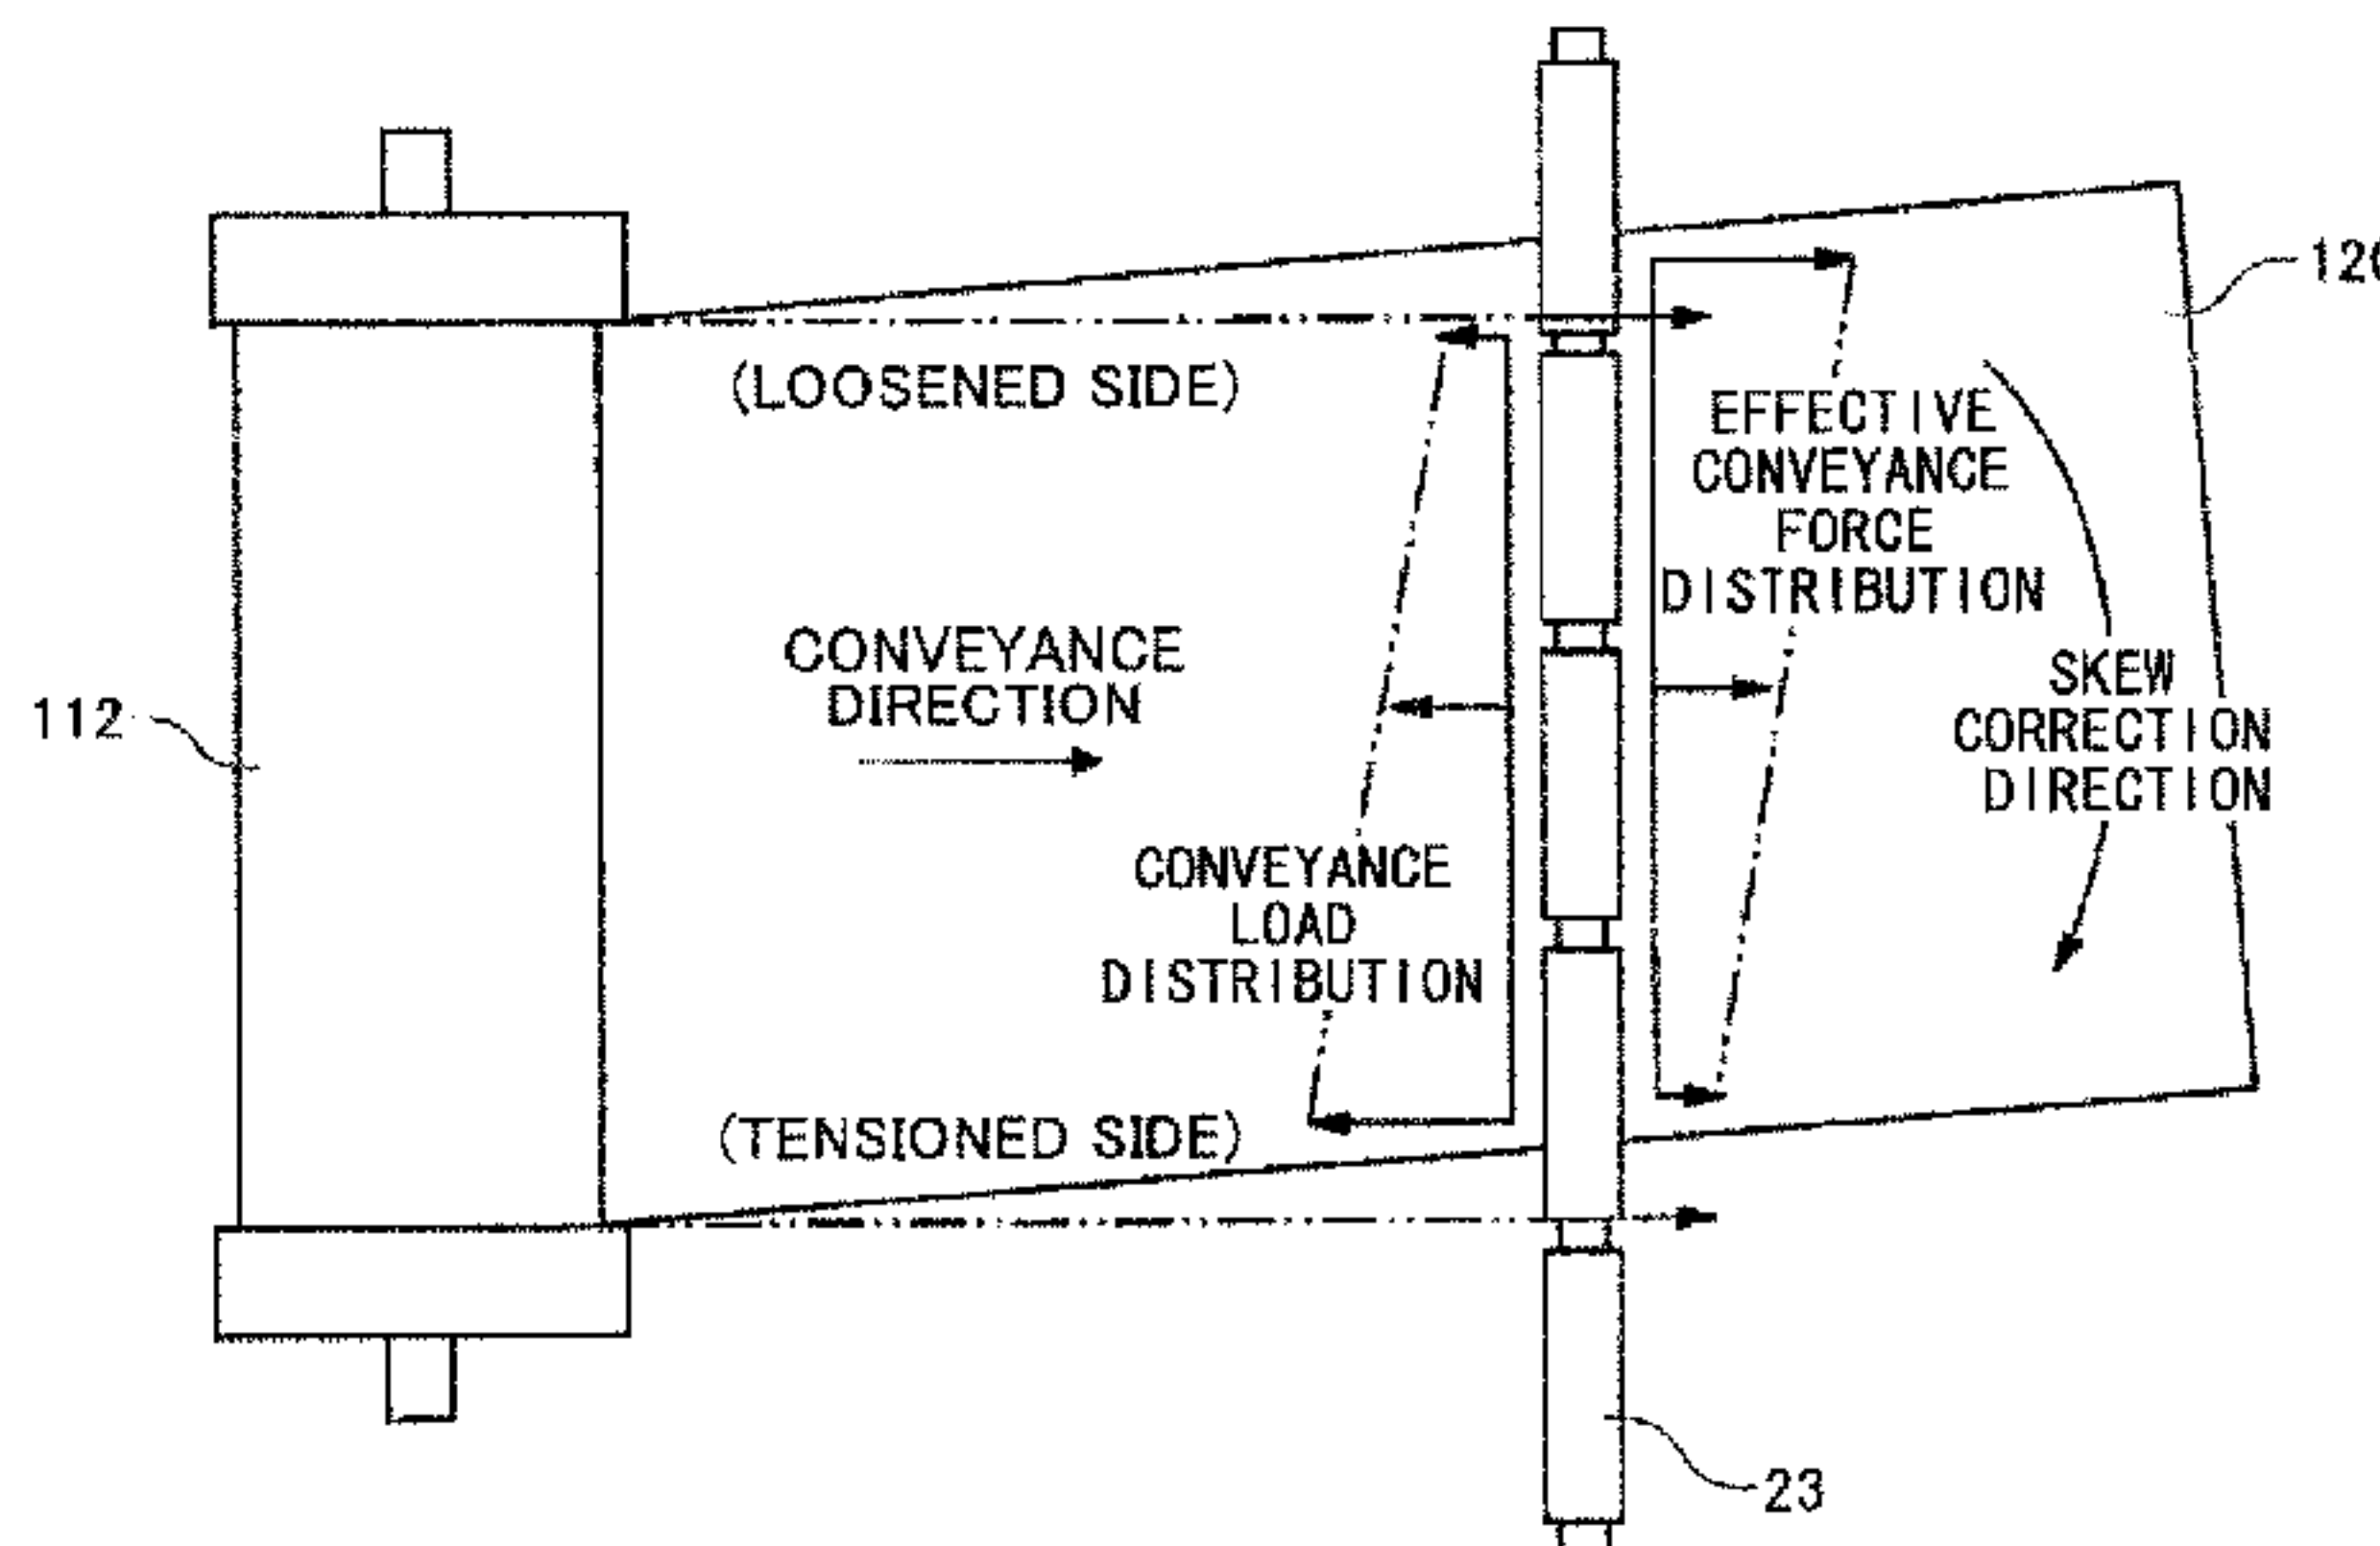 (LOOSENED SIDE)
EFFECTIVE
CONVEYANCE
FORCE
DISTRIBUTION
CONVEYANCE
DIRECTION
SKEW
CORRECTION
DIRECTION
112
CONVEYANCE
LOAD
DISTRIBUTION
(TENSIONED SIDE)
23